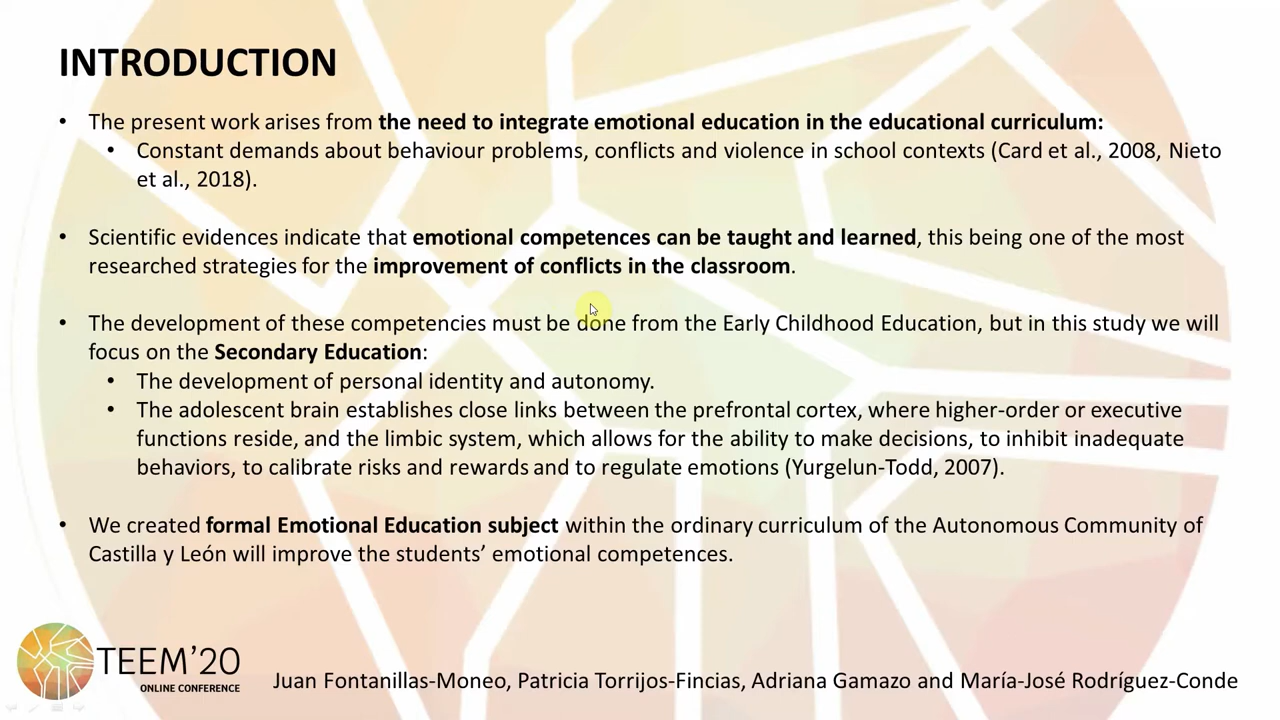 INTRODUCTION
• The present work arises from the need to integrate emotional education in the educational curriculum:
• Constant demands about behaviour problems, conflicts and violence in school contexts (Card et al., 2008, Nieto
et al., 2018).
• Scientific evidences indicate that emotional competences can be taught and learned, this being one of the most
researched strategies for the improvement of conflicts in the classroom.
• The development of these competencies must be done from the Early Childhood Education, but in this study we will
focus on the Secondary Education:
• The development of personal identity and autonomy.
• The adolescent brain establishes close links between the prefrontal cortex, where higher-order or executive
functions reside, and the limbic system, which allows for the ability to make decisions, to inhibit inadequate
behaviors, to calibrate risks and rewards and to regulate emotions (Yurgelun-Todd, 2007).
• We created formal Emotional Education subject within the ordinary curriculum of the Autonomous Community of
Castilla y León will improve the students’ emotional competences.
TEEM’20
ONLINE CONFERENCE
Juan Fontanillas-Moneo, Patricia Torrijos-Fincias, Adriana Gamazo and María-José Rodríguez-Conde